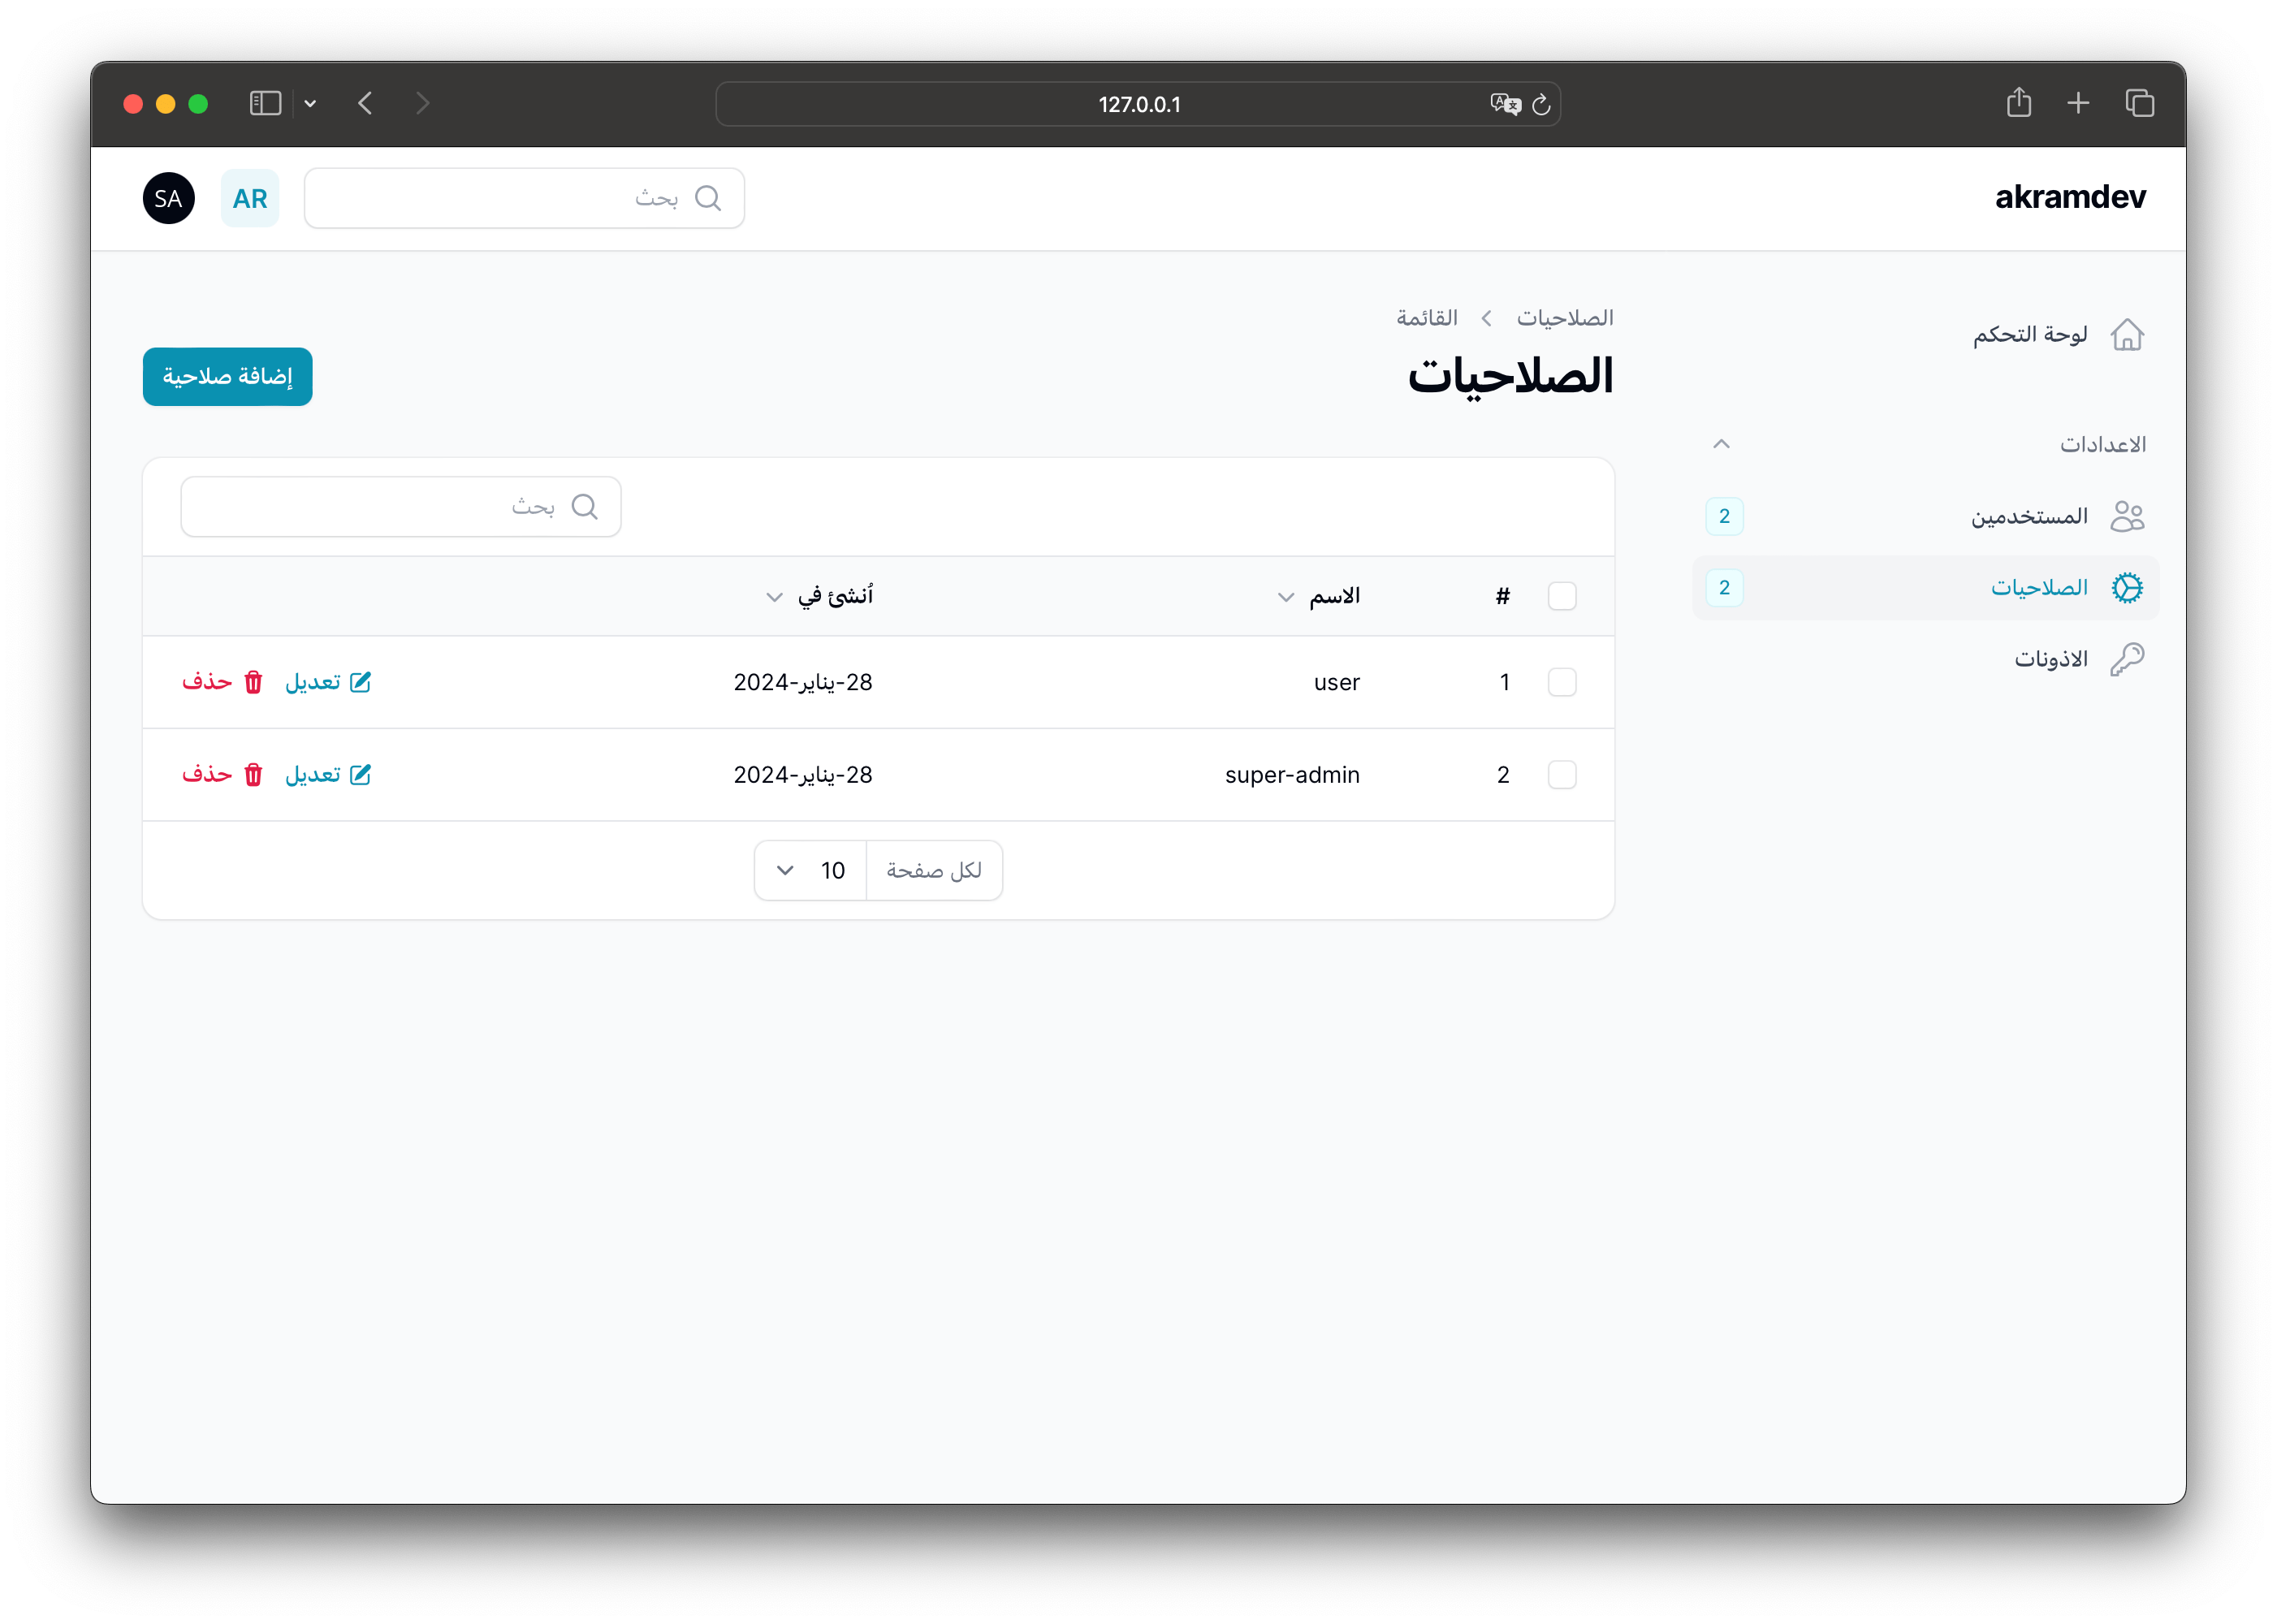 127.0.0.1
akramdev
بحث
AR
SA
لوحة التحكم
الاعدادات
المستخدمين 2
الصلاحيات 2
الاذونات
الصلاحيات القائمة
الصلاحيات
إضافة صلاحية
بحث
# الاسم أنشئ في
1 user 28-يناير-2024 تعديل حذف
2 super-admin 28-يناير-2024 تعديل حذف
لكل صفحة 10